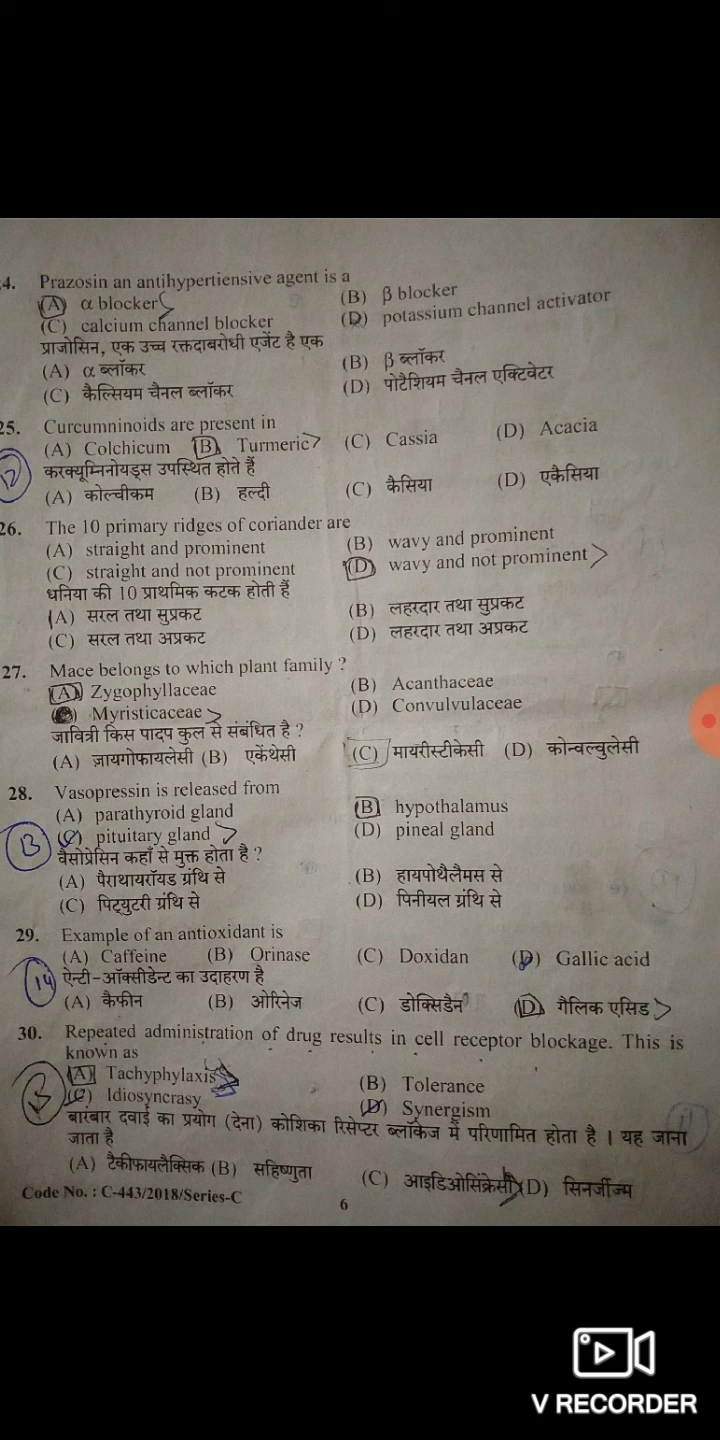 4. Prazosin an antihypertiensive agent is a
(A) α blocker (B) β blocker
(C) calcium channel blocker (D) potassium channel activator
प्राजोसिन, एक उच्च रक्तदाबरोधी एजेंट है एक
(A) α ब्लॉकर (B) β ब्लॉकर
(C) कैल्सियम चैनल ब्लॉकर (D) पोटैशियम चैनल एक्टिवेटर
25. Curcumninoids are present in
(A) Colchicum (B) Turmeric (C) Cassia (D) Acacia
करक्यूम्मिनोयड्स उपस्थित होते हैं
12
(A) कोल्चीकम (B) हल्दी (C) कैसिया (D) एकैसिया
26. The 10 primary ridges of coriander are
(A) straight and prominent (B) wavy and prominent
(C) straight and not prominent (D) wavy and not prominent
धनिया की 10 प्राथमिक कटक होती हैं
(A) सरल तथा सुप्रकट (B) लहरदार तथा सुप्रकट
(C) सरल तथा अप्रकट (D) लहरदार तथा अप्रकट
27. Mace belongs to which plant family ?
(A) Zygophyllaceae (B) Acanthaceae
Myristicaceae (D) Convulvulaceae
जावित्री किस पादप कुल से संबंधित है ?
(A) ज़ायगोफायलेसी (B) एकेंथेसी (C) मायरीस्टीकेसी (D) कोन्वल्वुलेसी
28. Vasopressin is released from
(A) parathyroid gland (B) hypothalamus
(C) pituitary gland (D) pineal gland
13
वैसोप्रेसिन कहाँ से मुक्त होता है ?
(A) पैराथायरॉयड ग्रंथि से (B) हायपोथैलैमस से
(C) पिट्युटरी ग्रंथि से (D) पिनीयल ग्रंथि से
29. Example of an antioxidant is
(A) Caffeine (B) Orinase (C) Doxidan (D) Gallic acid
14
ऐन्टी-ऑक्सीडेन्ट का उदाहरण है
(A) कैफीन (B) ओरिनेज (C) डोक्सिडैन (D) गैलिक एसिड
30. Repeated administration of drug results in cell receptor blockage. This is
known as
(A) Tachyphylaxis (B) Tolerance
(C) Idiosyncrasy (D) Synergism
बारंबार दवाई का प्रयोग (देना) कोशिका रिसेप्टर ब्लॉकेज में परिणामित होता है । यह जाना
जाता है
(A) टैकीफायलैक्सिक (B) सहिष्णुता (C) आइडिओसिंक्रेसी (D) सिनर्जीज्य
Code No. : C-443/2018/Series-C
6
V RECORDER